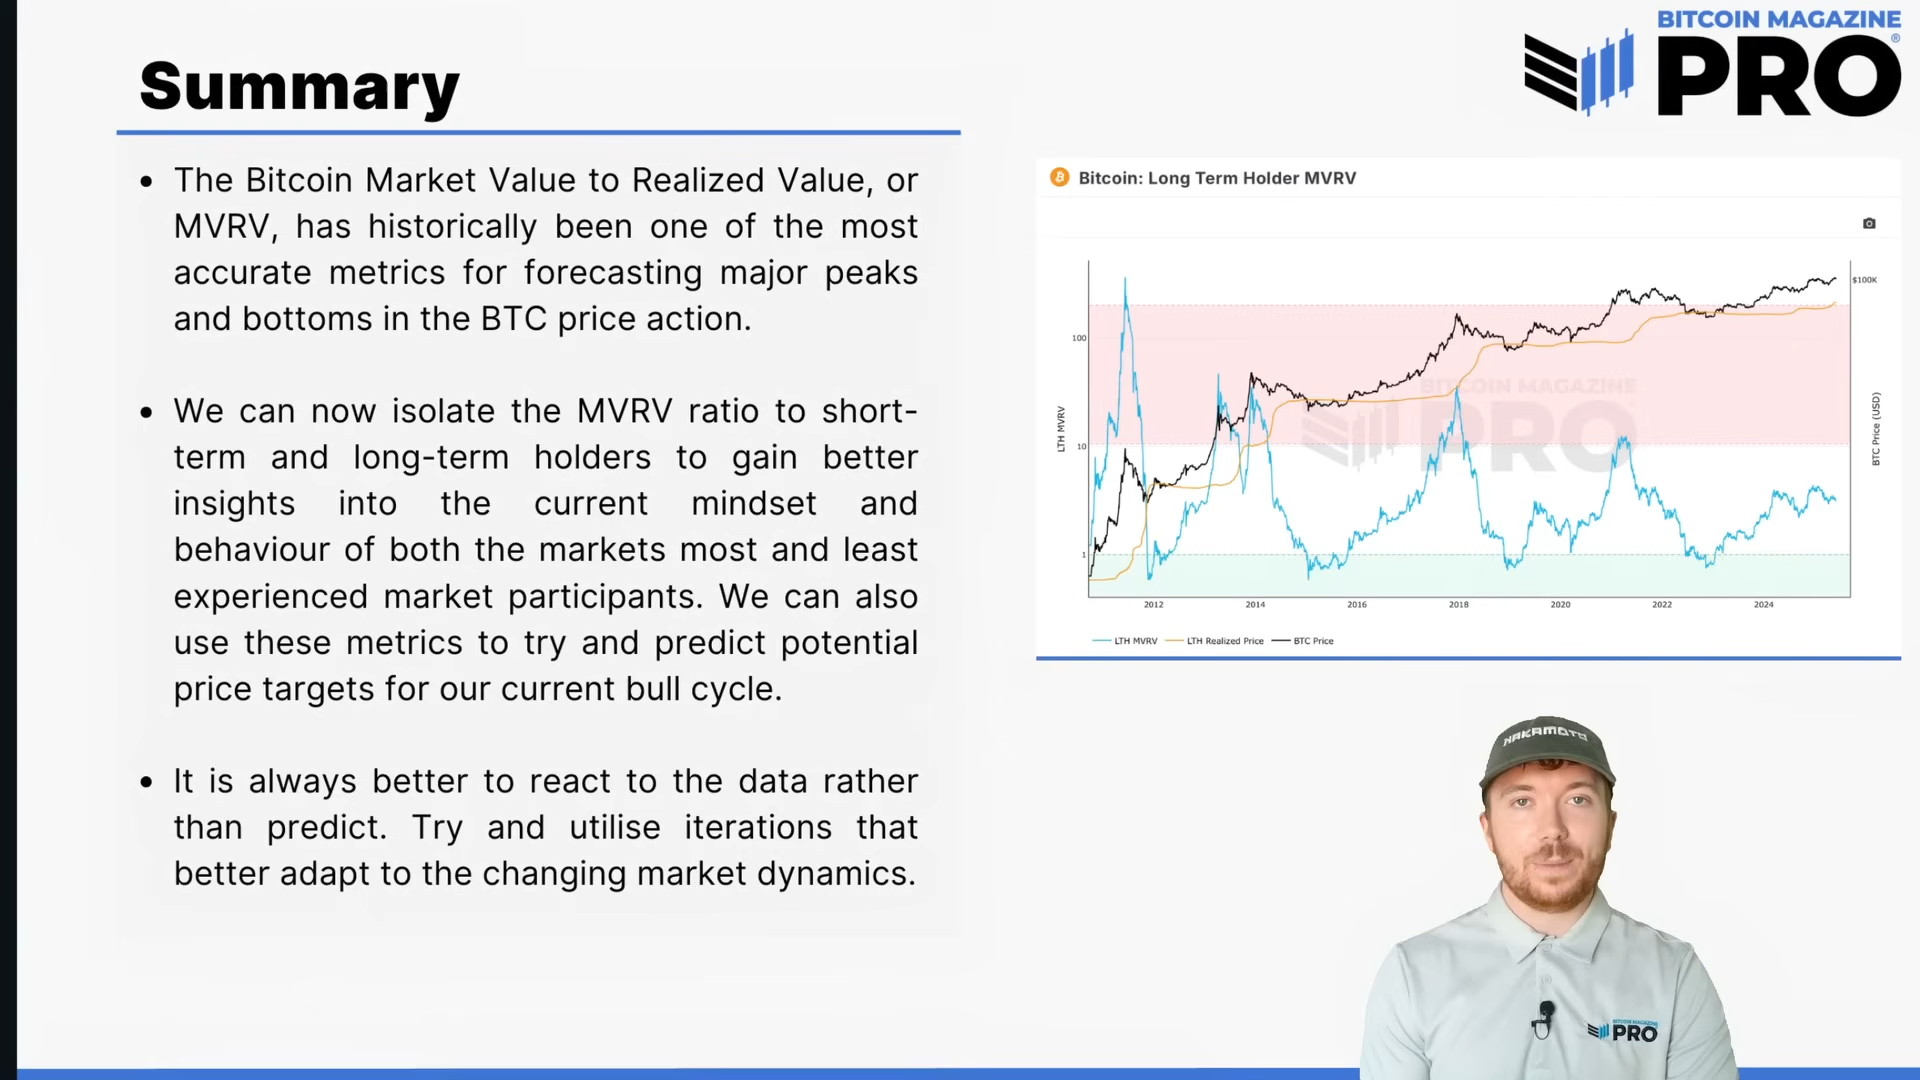 BITCOIN MAGAZINE
PRO®
Summary
• The Bitcoin Market Value to Realized Value, or
MVRV, has historically been one of the most
accurate metrics for forecasting major peaks
and bottoms in the BTC price action.
• We can now isolate the MVRV ratio to short-
term and long-term holders to gain better
insights into the current mindset and
behaviour of both the markets most and least
experienced market participants. We can also
use these metrics to try and predict potential
price targets for our current bull cycle.
• It is always better to react to the data rather
than predict. Try and utilise iterations that
better adapt to the changing market dynamics.
Bitcoin: Long Term Holder MVRV
$100K
100
10
1
LTH MVRV
BTC Price (USD)
BITCOIN MAGAZINE
PRO
2012 2014 2016 2018 2020 2022 2024
LTH MVRV LTH Realized Price BTC Price
NAKAMOTO
BITCOIN MAGAZINE
PRO